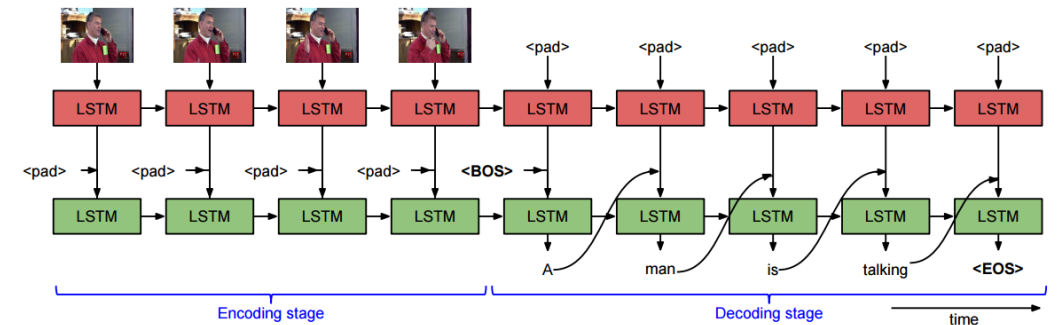 <pad> <pad> <pad> <pad> <pad>
LSTM LSTM LSTM LSTM LSTM LSTM LSTM LSTM LSTM
<pad> <pad> <pad> <pad> <BOS>
LSTM LSTM LSTM LSTM LSTM LSTM LSTM LSTM LSTM
A man is talking <EOS>
Encoding stage Decoding stage
time